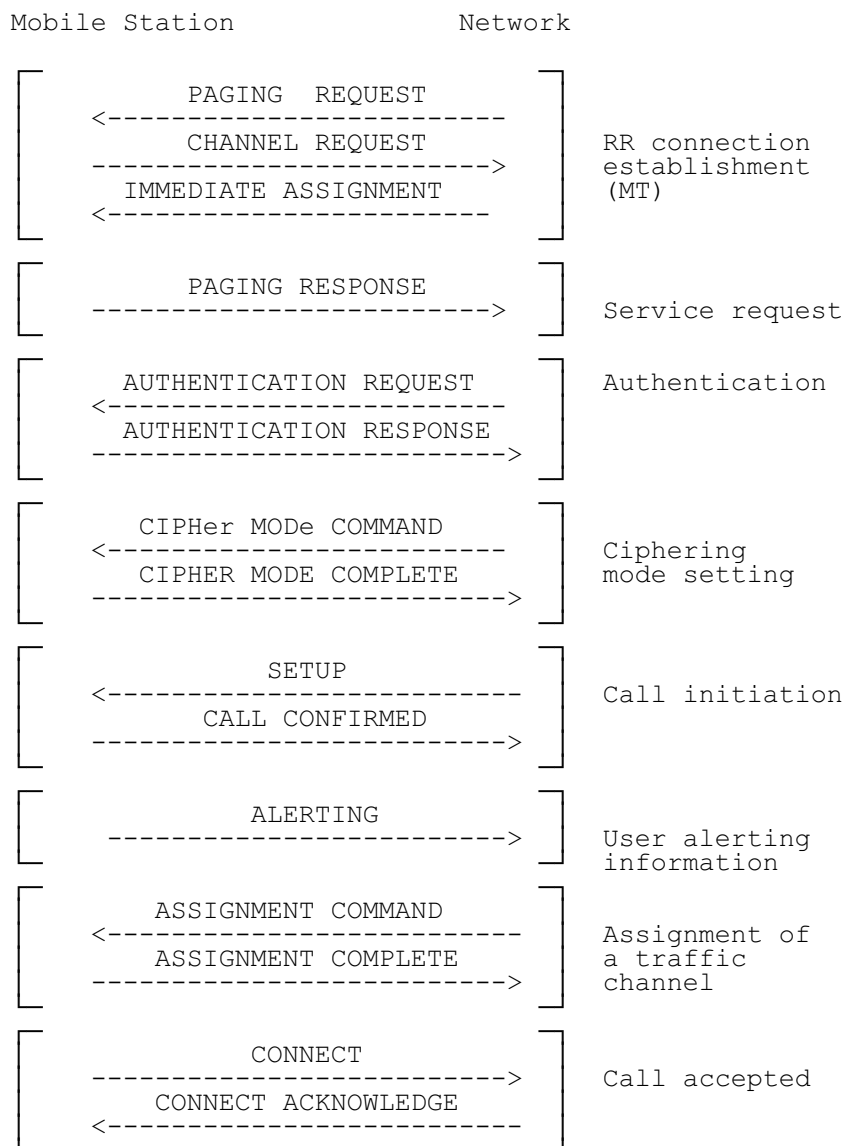 Mobile Station Network
PAGING REQUEST
<-------------------------
CHANNEL REQUEST
------------------------->
RR connection
establishment
(MT)
IMMEDIATE ASSIGNMENT
<------------------------
PAGING RESPONSE
------------------------->
Service request
AUTHENTICATION REQUEST
Authentication
<-------------------------
AUTHENTICATION RESPONSE
-------------------------->
CIPHer MODe COMMAND
<-------------------------
CIPHER MODE COMPLETE
-------------------------->
Ciphering
mode setting
SETUP
<--------------------------
Call initiation
CALL CONFIRMED
-------------------------->
ALERTING
------------------------->
User alerting
information
ASSIGNMENT COMMAND
<--------------------------
ASSIGNMENT COMPLETE
-------------------------->
Assignment of
a traffic
channel
CONNECT
-------------------------->
Call accepted
CONNECT ACKNOWLEDGE
<--------------------------